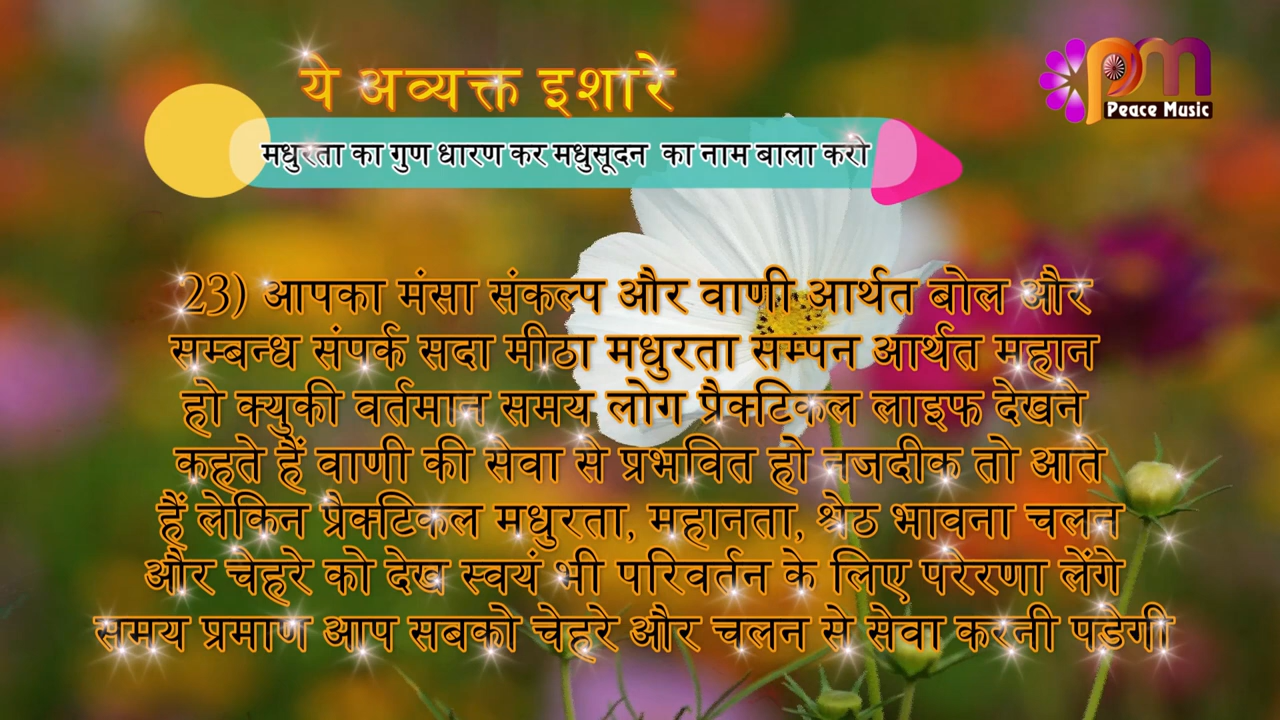 ये अव्यक्त इशारे
pm
Peace Music
मधुरता का गुण धारण कर मधुसूदन का नाम बाला करो
23) आपका मंसा संकल्प और वाणी आर्थत बोल और
सम्बन्ध संपर्क सदा मीठा मधुरता सम्पन आर्थत महान
हो क्युकी वर्तमान समय लोग प्रैक्टिकल लाइफ देखने
कहते हैं वाणी की सेवा से प्रभवित हो नजदीक तो आते
हैं लेकिन प्रैक्टिकल मधुरता, महानता, श्रेठ भावना चलन
और चेहरे को देख स्वयं भी परिवर्तन के लिए परेरणा लेंगे
समय प्रमाण आप सबको चेहरे और चलन से सेवा करनी पडेगी